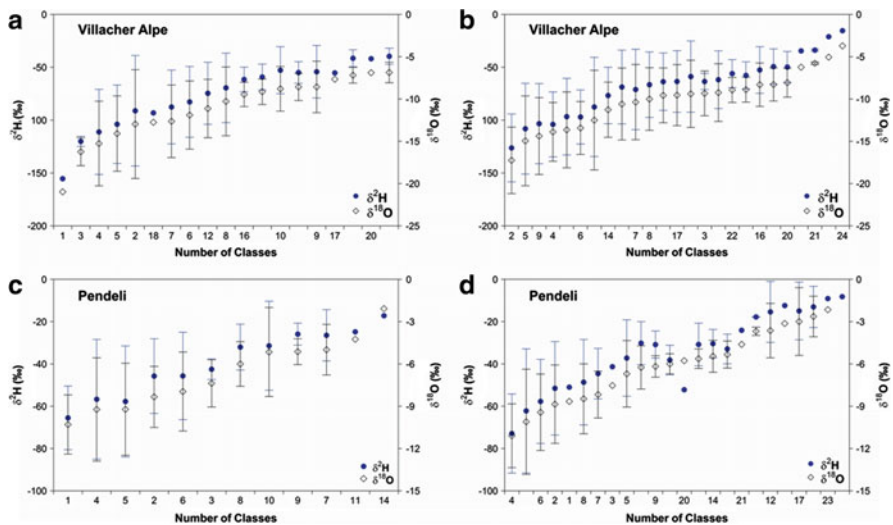 a Villacher Alpe
0 0
-50 -5
-100 -10
-150 -15
-20
-200 -25
δ²H (‰) δ¹⁸O (‰)
δ²H
δ¹⁸O
1 3 4 5 2 18 7 6 12 8 16 10 9 17 20
Number of Classes
b Villacher Alpe
0 0
-50 -5
-100 -10
-150 -15
-20
-200 -25
δ²H (‰) δ¹⁸O (‰)
δ²H
δ¹⁸O
2 5 9 4 6 14 7 8 17 3 22 16 20 21 24
Number of Classes
c Pendeli
0 0
-20 -3
-40 -6
-60 -9
-80 -12
-100 -15
δ²H (‰) δ¹⁸O (‰)
δ²H
δ¹⁸O
1 4 5 2 6 3 8 10 9 7 11 14
Number of Classes
d Pendeli
0 0
-20 -3
-40 -6
-60 -9
-80 -12
-100 -15
δ²H (‰) δ¹⁸O (‰)
δ²H
δ¹⁸O
4 6 2 1 8 7 3 5 9 20 14 21 12 17 23
Number of Classes